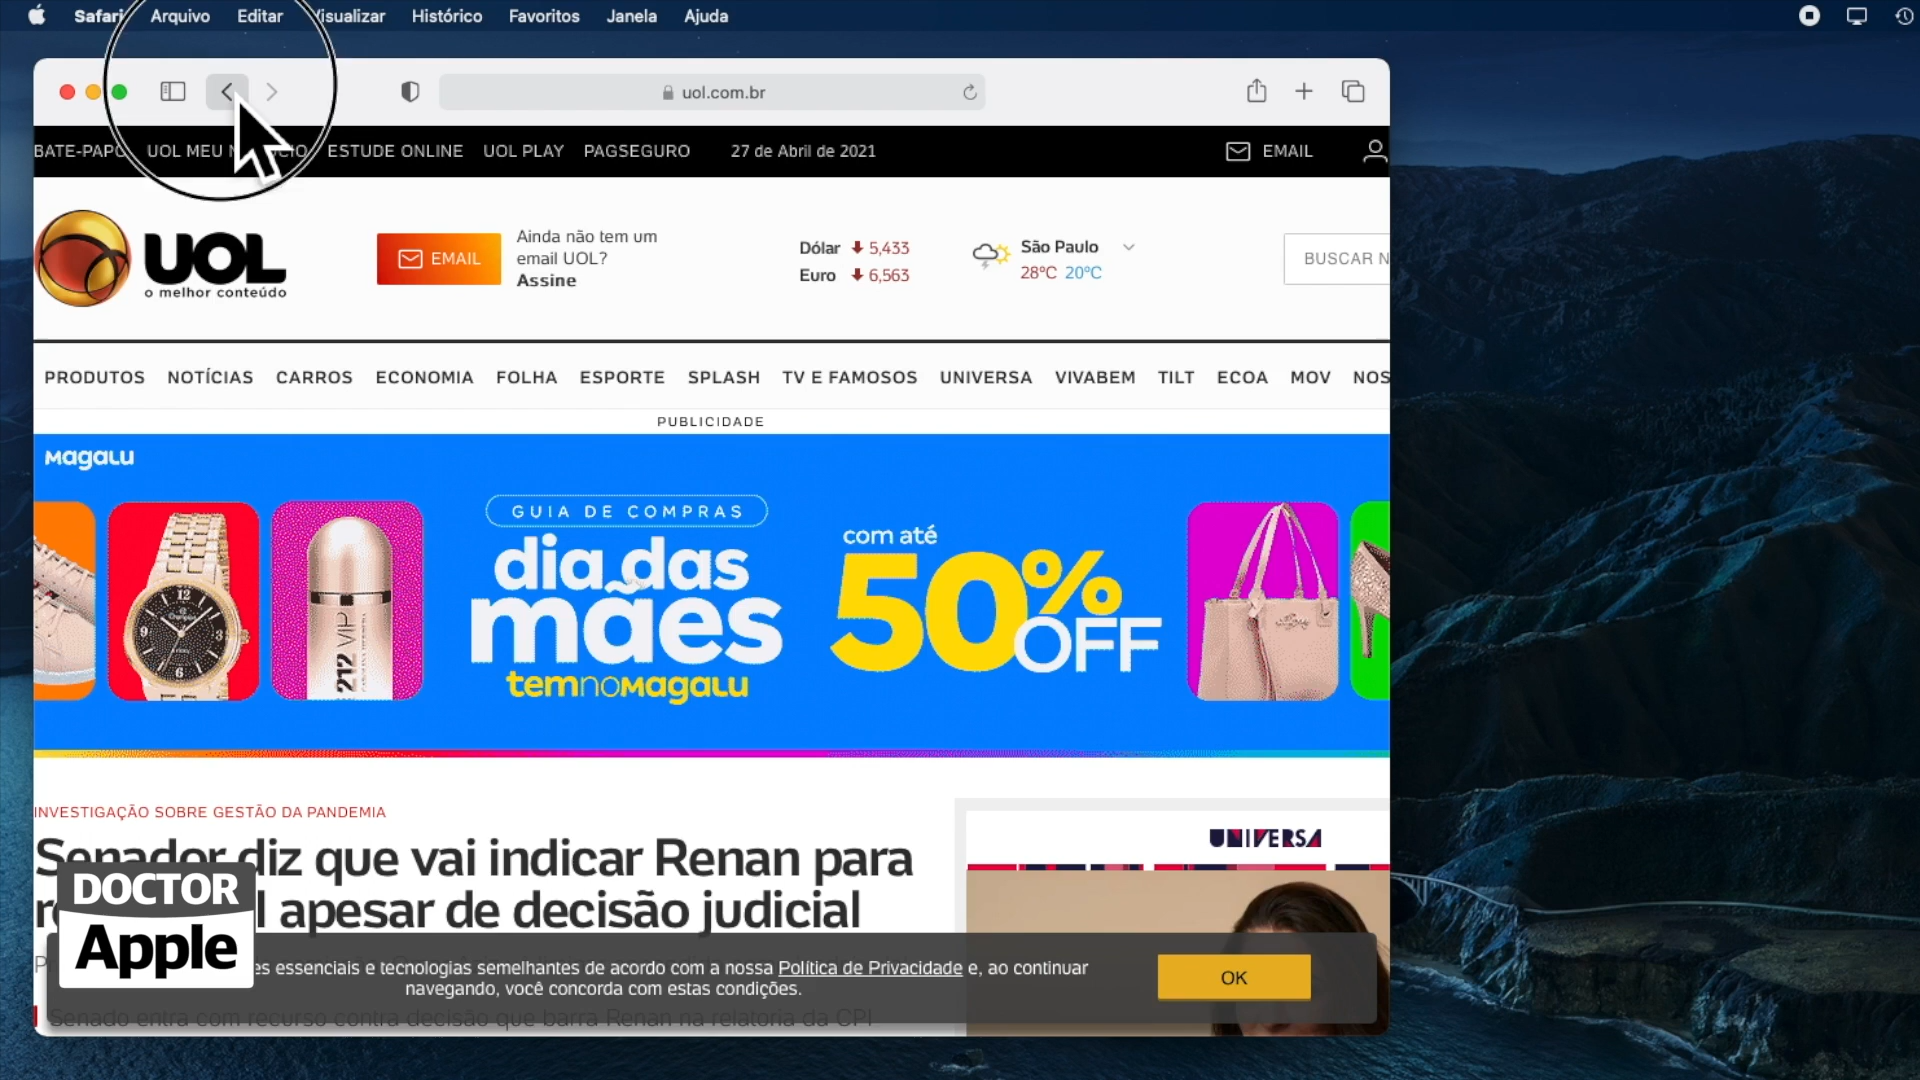 Safari Arquivo Editar Visualizar Histórico Favoritos Janela Ajuda
uol.com.br
BATE-PAPO UOL MEU NEGÓCIO ESTUDE ONLINE UOL PLAY PAGSEGURO 27 de Abril de 2021 EMAIL
UOL
o melhor conteúdo
EMAIL
Ainda não tem um
email UOL?
Assine
Dólar 5,433
Euro 6,563
São Paulo
28ºC 20ºC
BUSCAR N
PRODUTOS NOTÍCIAS CARROS ECONOMIA FOLHA ESPORTE SPLASH TV E FAMOSOS UNIVERSA VIVABEM TILT ECOA MOV NOS
PUBLICIDADE
Magalu
GUIA DE COMPRAS
dia das
mães
temnoMagalu
com até
50%
OFF
212 VIP
INVESTIGAÇÃO SOBRE GESTÃO DA PANDEMIA
Senador diz que vai indicar Renan para
apesar de decisão judicial
UNIVERSA
DOCTOR
Apple
es essenciais e tecnologias semelhantes de acordo com a nossa Política de Privacidade e, ao continuar
navegando, você concorda com estas condições.
OK
Senado entra com recurso contra decisão que barra Renan na relatoria da CPI